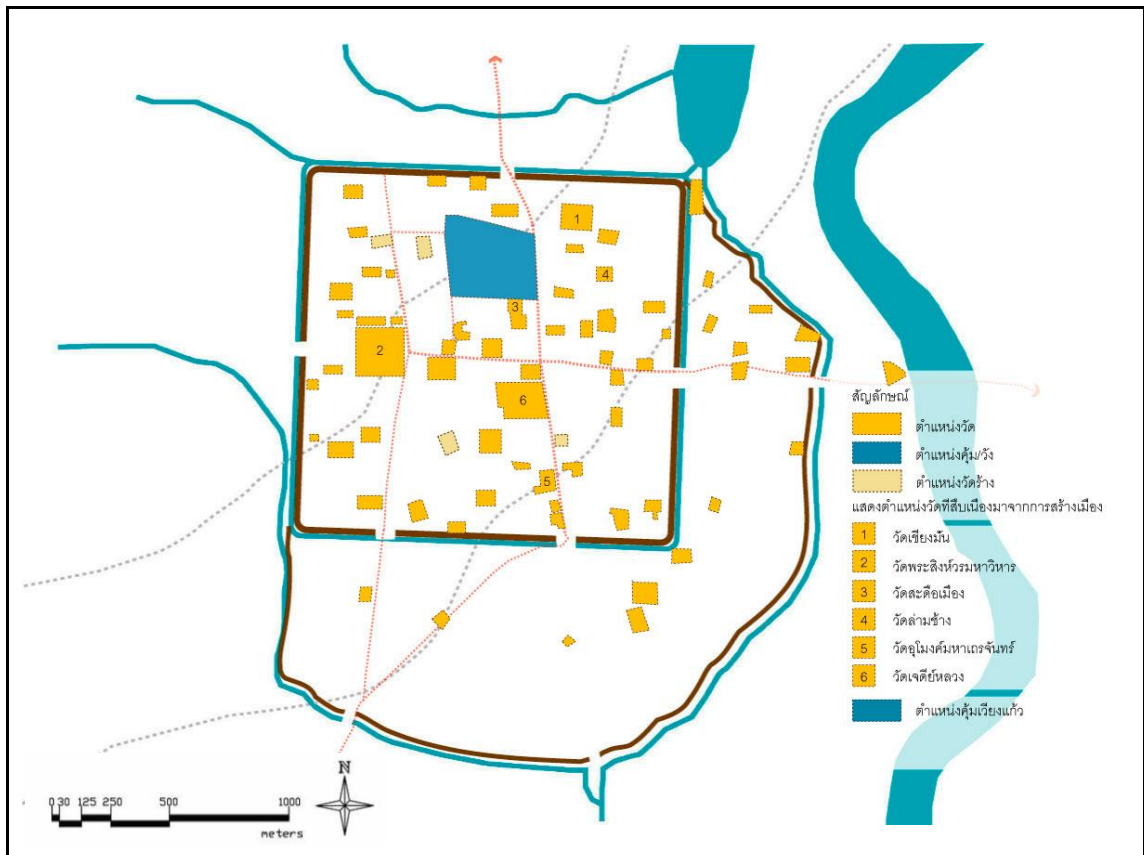 1
4
3
2
6
5
สัญลักษณ์
ตำแหน่งวัด
ตำแหน่งคุ้ม/วัง
ตำแหน่งวัดร้าง
แสดงตำแหน่งวัดที่สืบเนื่องมาจากการสร้างเมือง
1 วัดเชียงมั่น
2 วัดพระสิงห์วรมหาวิหาร
3 วัดสะดือเมือง
4 วัดล่ามช้าง
5 วัดอุโมงค์มหาเถรจันทร์
6 วัดเจดีย์หลวง
ตำแหน่งคุ้มเวียงแก้ว
N
0 30 125 250 500 1000
meters